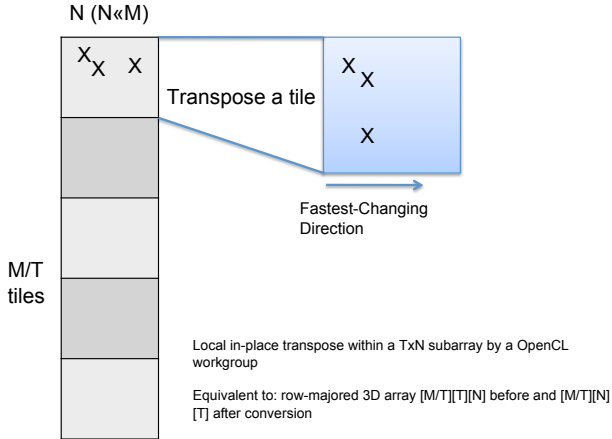 N (N«M)
X
X
X
Transpose a tile
X
X
X
Fastest-Changing
Direction
M/T
tiles
Local in-place transpose within a TxN subarray by a OpenCL
workgroup
Equivalent to: row-majored 3D array [M/T][T][N] before and [M/T][N]
[T] after conversion